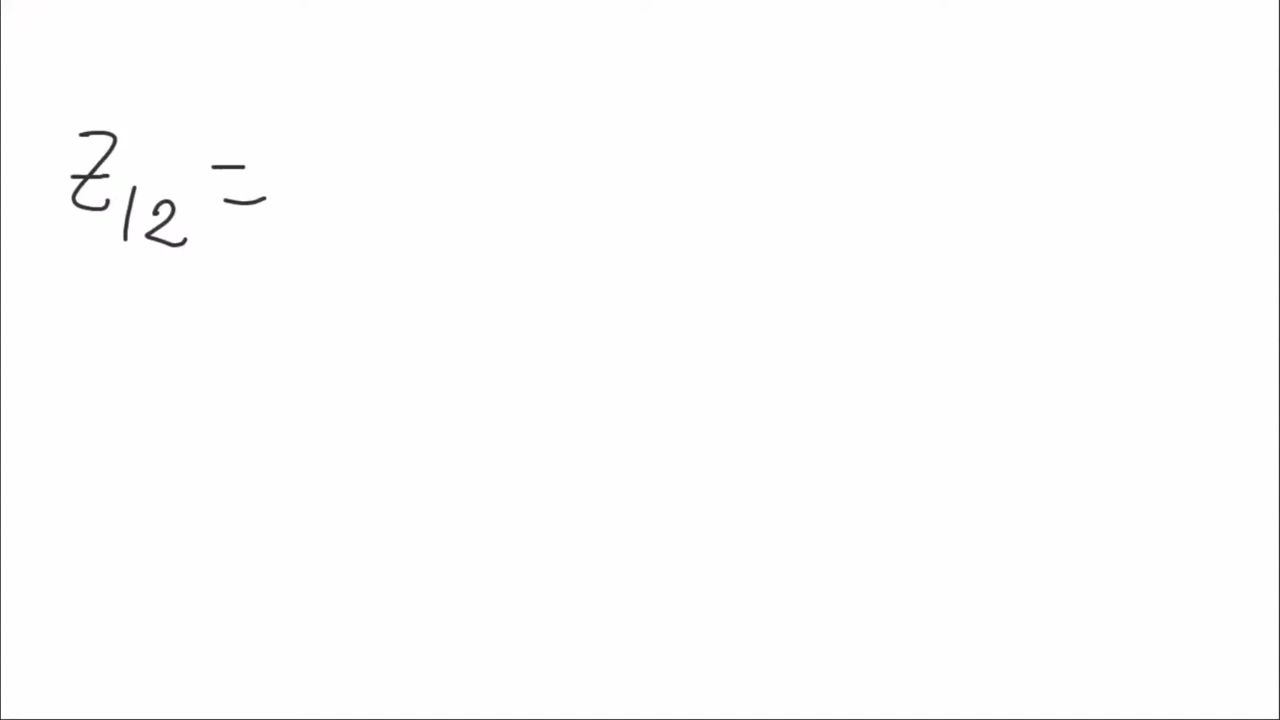 Z₁₂ =